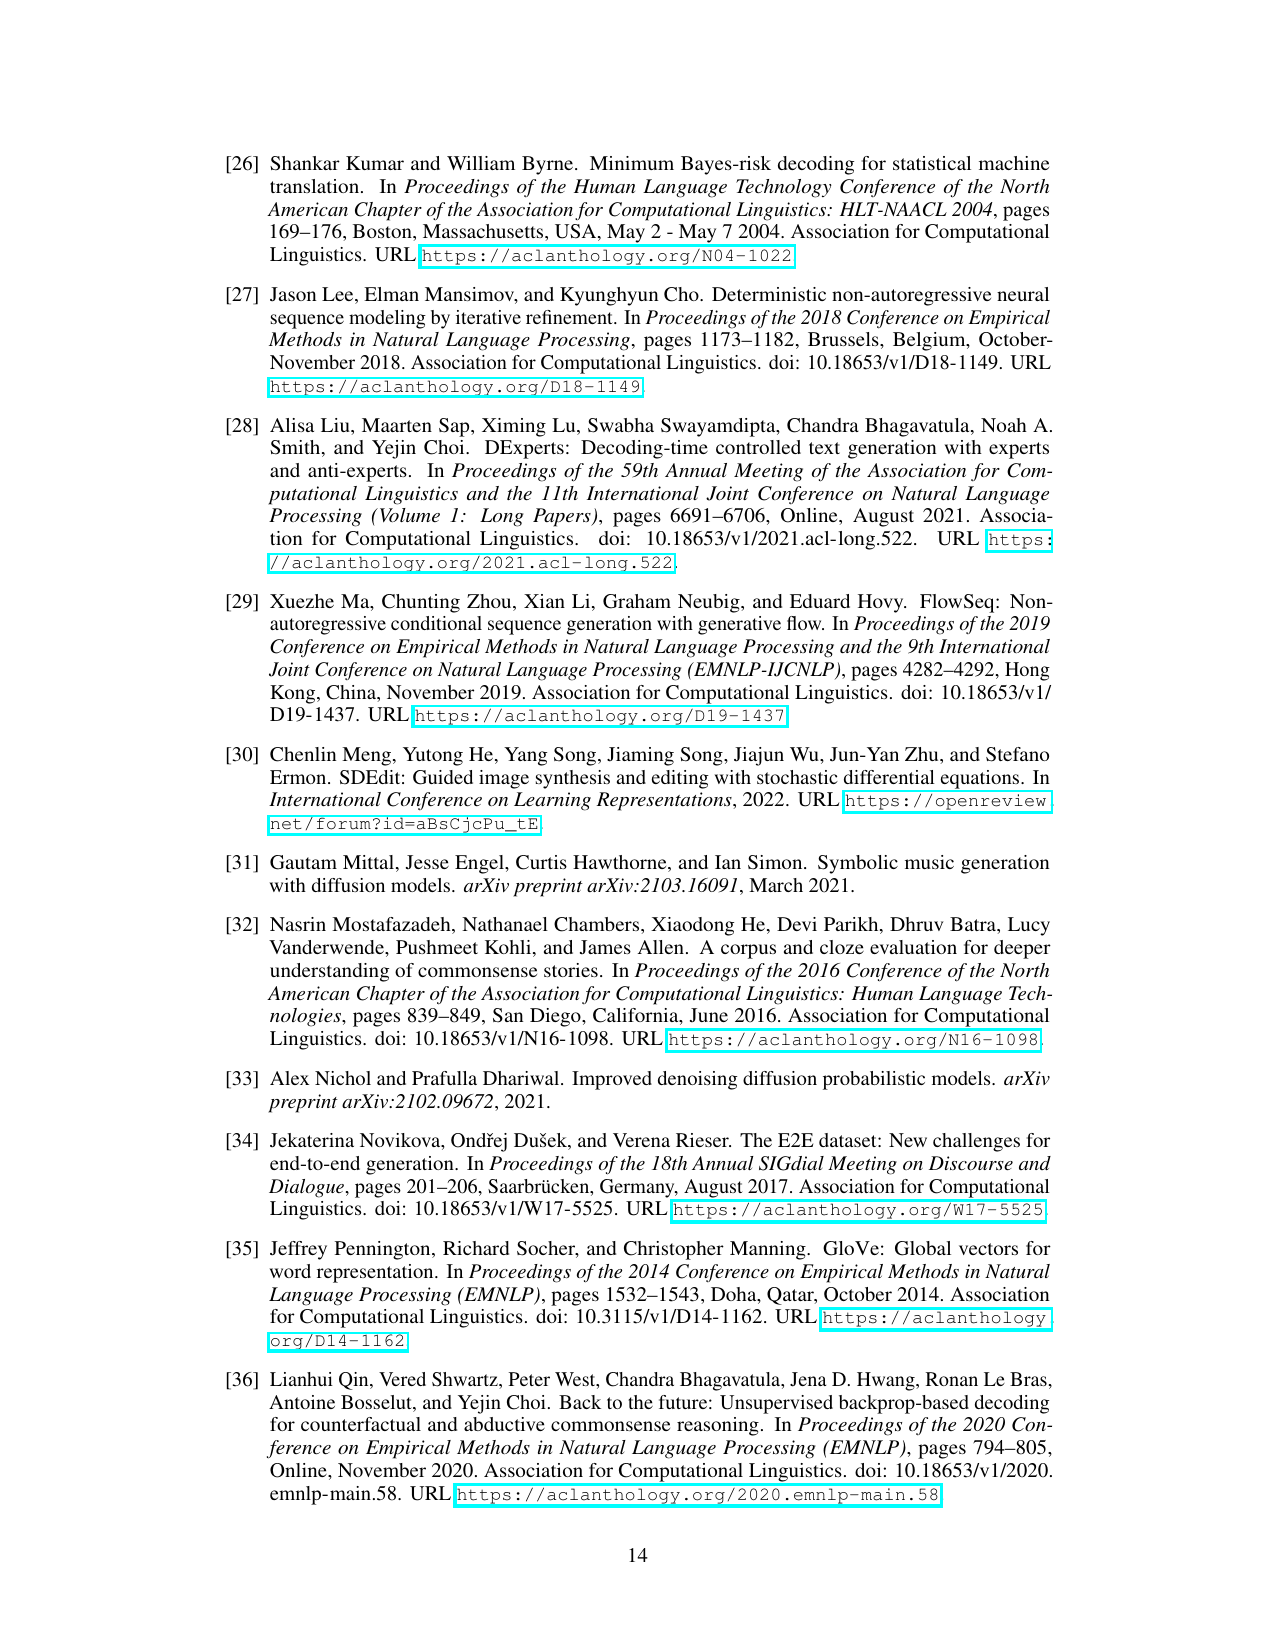 [26] Shankar Kumar and William Byrne. Minimum Bayes-risk decoding for statistical machine
translation. In Proceedings of the Human Language Technology Conference of the North
American Chapter of the Association for Computational Linguistics: HLT-NAACL 2004, pages
169–176, Boston, Massachusetts, USA, May 2 - May 7 2004. Association for Computational
Linguistics. URL https://aclanthology.org/N04-1022.
[27] Jason Lee, Elman Mansimov, and Kyunghyun Cho. Deterministic non-autoregressive neural
sequence modeling by iterative refinement. In Proceedings of the 2018 Conference on Empirical
Methods in Natural Language Processing, pages 1173–1182, Brussels, Belgium, October-
November 2018. Association for Computational Linguistics. doi: 10.18653/v1/D18-1149. URL
https://aclanthology.org/D18-1149.
[28] Alisa Liu, Maarten Sap, Ximing Lu, Swabha Swayamdipta, Chandra Bhagavatula, Noah A.
Smith, and Yejin Choi. DExperts: Decoding-time controlled text generation with experts
and anti-experts. In Proceedings of the 59th Annual Meeting of the Association for Com-
putational Linguistics and the 11th International Joint Conference on Natural Language
Processing (Volume 1: Long Papers), pages 6691–6706, Online, August 2021. Associa-
tion for Computational Linguistics. doi: 10.18653/v1/2021.acl-long.522. URL https:
//aclanthology.org/2021.acl-long.522.
[29] Xuezhe Ma, Chunting Zhou, Xian Li, Graham Neubig, and Eduard Hovy. FlowSeq: Non-
autoregressive conditional sequence generation with generative flow. In Proceedings of the 2019
Conference on Empirical Methods in Natural Language Processing and the 9th International
Joint Conference on Natural Language Processing (EMNLP-IJCNLP), pages 4282–4292, Hong
Kong, China, November 2019. Association for Computational Linguistics. doi: 10.18653/v1/
D19-1437. URL https://aclanthology.org/D19-1437.
[30] Chenlin Meng, Yutong He, Yang Song, Jiaming Song, Jiajun Wu, Jun-Yan Zhu, and Stefano
Ermon. SDEdit: Guided image synthesis and editing with stochastic differential equations. In
International Conference on Learning Representations, 2022. URL https://openreview.
net/forum?id=aBsCjcPu_tE.
[31] Gautam Mittal, Jesse Engel, Curtis Hawthorne, and Ian Simon. Symbolic music generation
with diffusion models. arXiv preprint arXiv:2103.16091, March 2021.
[32] Nasrin Mostafazadeh, Nathanael Chambers, Xiaodong He, Devi Parikh, Dhruv Batra, Lucy
Vanderwende, Pushmeet Kohli, and James Allen. A corpus and cloze evaluation for deeper
understanding of commonsense stories. In Proceedings of the 2016 Conference of the North
American Chapter of the Association for Computational Linguistics: Human Language Tech-
nologies, pages 839–849, San Diego, California, June 2016. Association for Computational
Linguistics. doi: 10.18653/v1/N16-1098. URL https://aclanthology.org/N16-1098.
[33] Alex Nichol and Prafulla Dhariwal. Improved denoising diffusion probabilistic models. arXiv
preprint arXiv:2102.09672, 2021.
[34] Jekaterina Novikova, Ondřej Dušek, and Verena Rieser. The E2E dataset: New challenges for
end-to-end generation. In Proceedings of the 18th Annual SIGdial Meeting on Discourse and
Dialogue, pages 201–206, Saarbrücken, Germany, August 2017. Association for Computational
Linguistics. doi: 10.18653/v1/W17-5525. URL https://aclanthology.org/W17-5525.
[35] Jeffrey Pennington, Richard Socher, and Christopher Manning. GloVe: Global vectors for
word representation. In Proceedings of the 2014 Conference on Empirical Methods in Natural
Language Processing (EMNLP), pages 1532–1543, Doha, Qatar, October 2014. Association
for Computational Linguistics. doi: 10.3115/v1/D14-1162. URL https://aclanthology.
org/D14-1162.
[36] Lianhui Qin, Vered Shwartz, Peter West, Chandra Bhagavatula, Jena D. Hwang, Ronan Le Bras,
Antoine Bosselut, and Yejin Choi. Back to the future: Unsupervised backprop-based decoding
for counterfactual and abductive commonsense reasoning. In Proceedings of the 2020 Con-
ference on Empirical Methods in Natural Language Processing (EMNLP), pages 794–805,
Online, November 2020. Association for Computational Linguistics. doi: 10.18653/v1/2020.
emnlp-main.58. URL https://aclanthology.org/2020.emnlp-main.58.
14